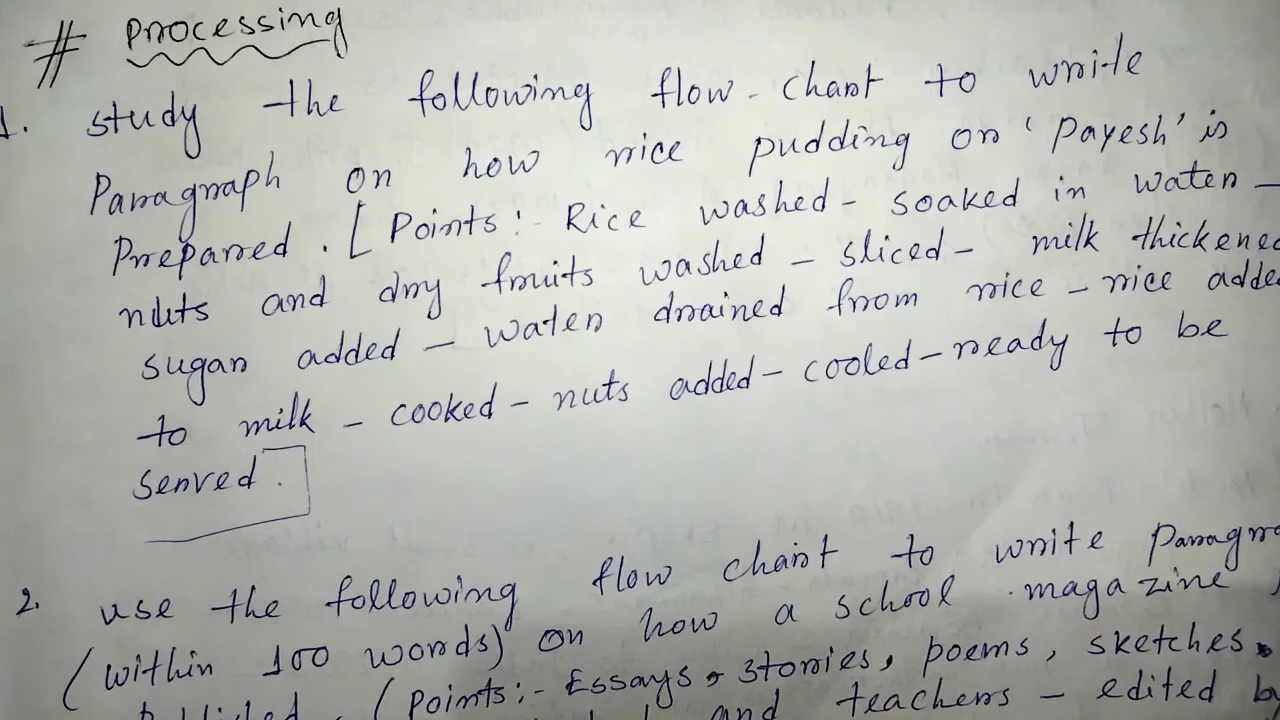 # Processing
1. study the following flow-chart to write
Paragraph on how rice pudding or 'Payesh' is
Prepared. [Points:- Rice washed - soaked in water -
nuts and dry fruits washed - sliced - milk thickened
sugar added - water drained from rice - rice added
to milk - cooked - nuts added - cooled - ready to be
served.]
2. use the following flow chart to write Paragra
(within 100 words) on how a school magazine
(Points:- Essays, stories, poems, sketches
and teachers - edited by